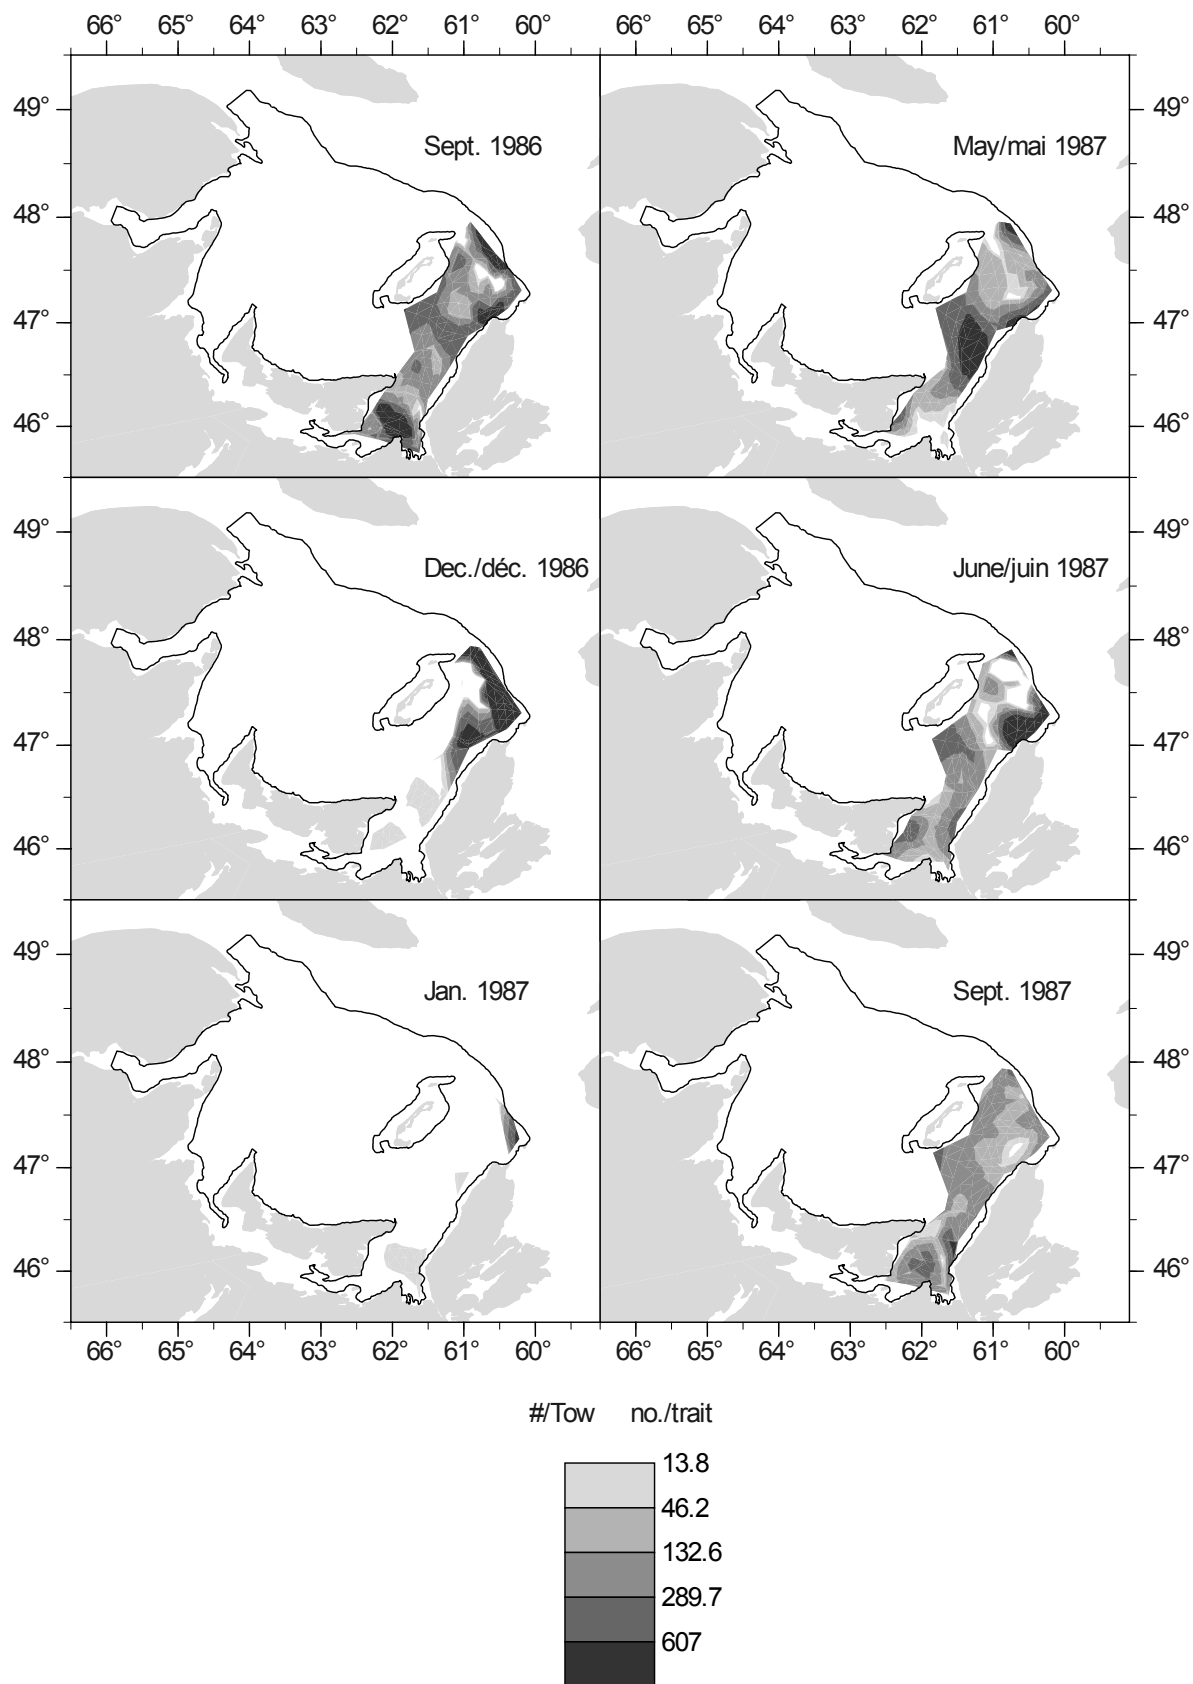 66° 65° 64° 63° 62° 61° 60° 66° 65° 64° 63° 62° 61° 60°
49° 49°
Sept. 1986 May/mai 1987
48° 48°
47° 47°
46° 46°
49° 49°
Dec./déc. 1986 June/juin 1987
48° 48°
47° 47°
46° 46°
49° 49°
Jan. 1987 Sept. 1987
48° 48°
47° 47°
46° 46°
66° 65° 64° 63° 62° 61° 60° 66° 65° 64° 63° 62° 61° 60°
#/Tow no./trait
13.8
46.2
132.6
289.7
607